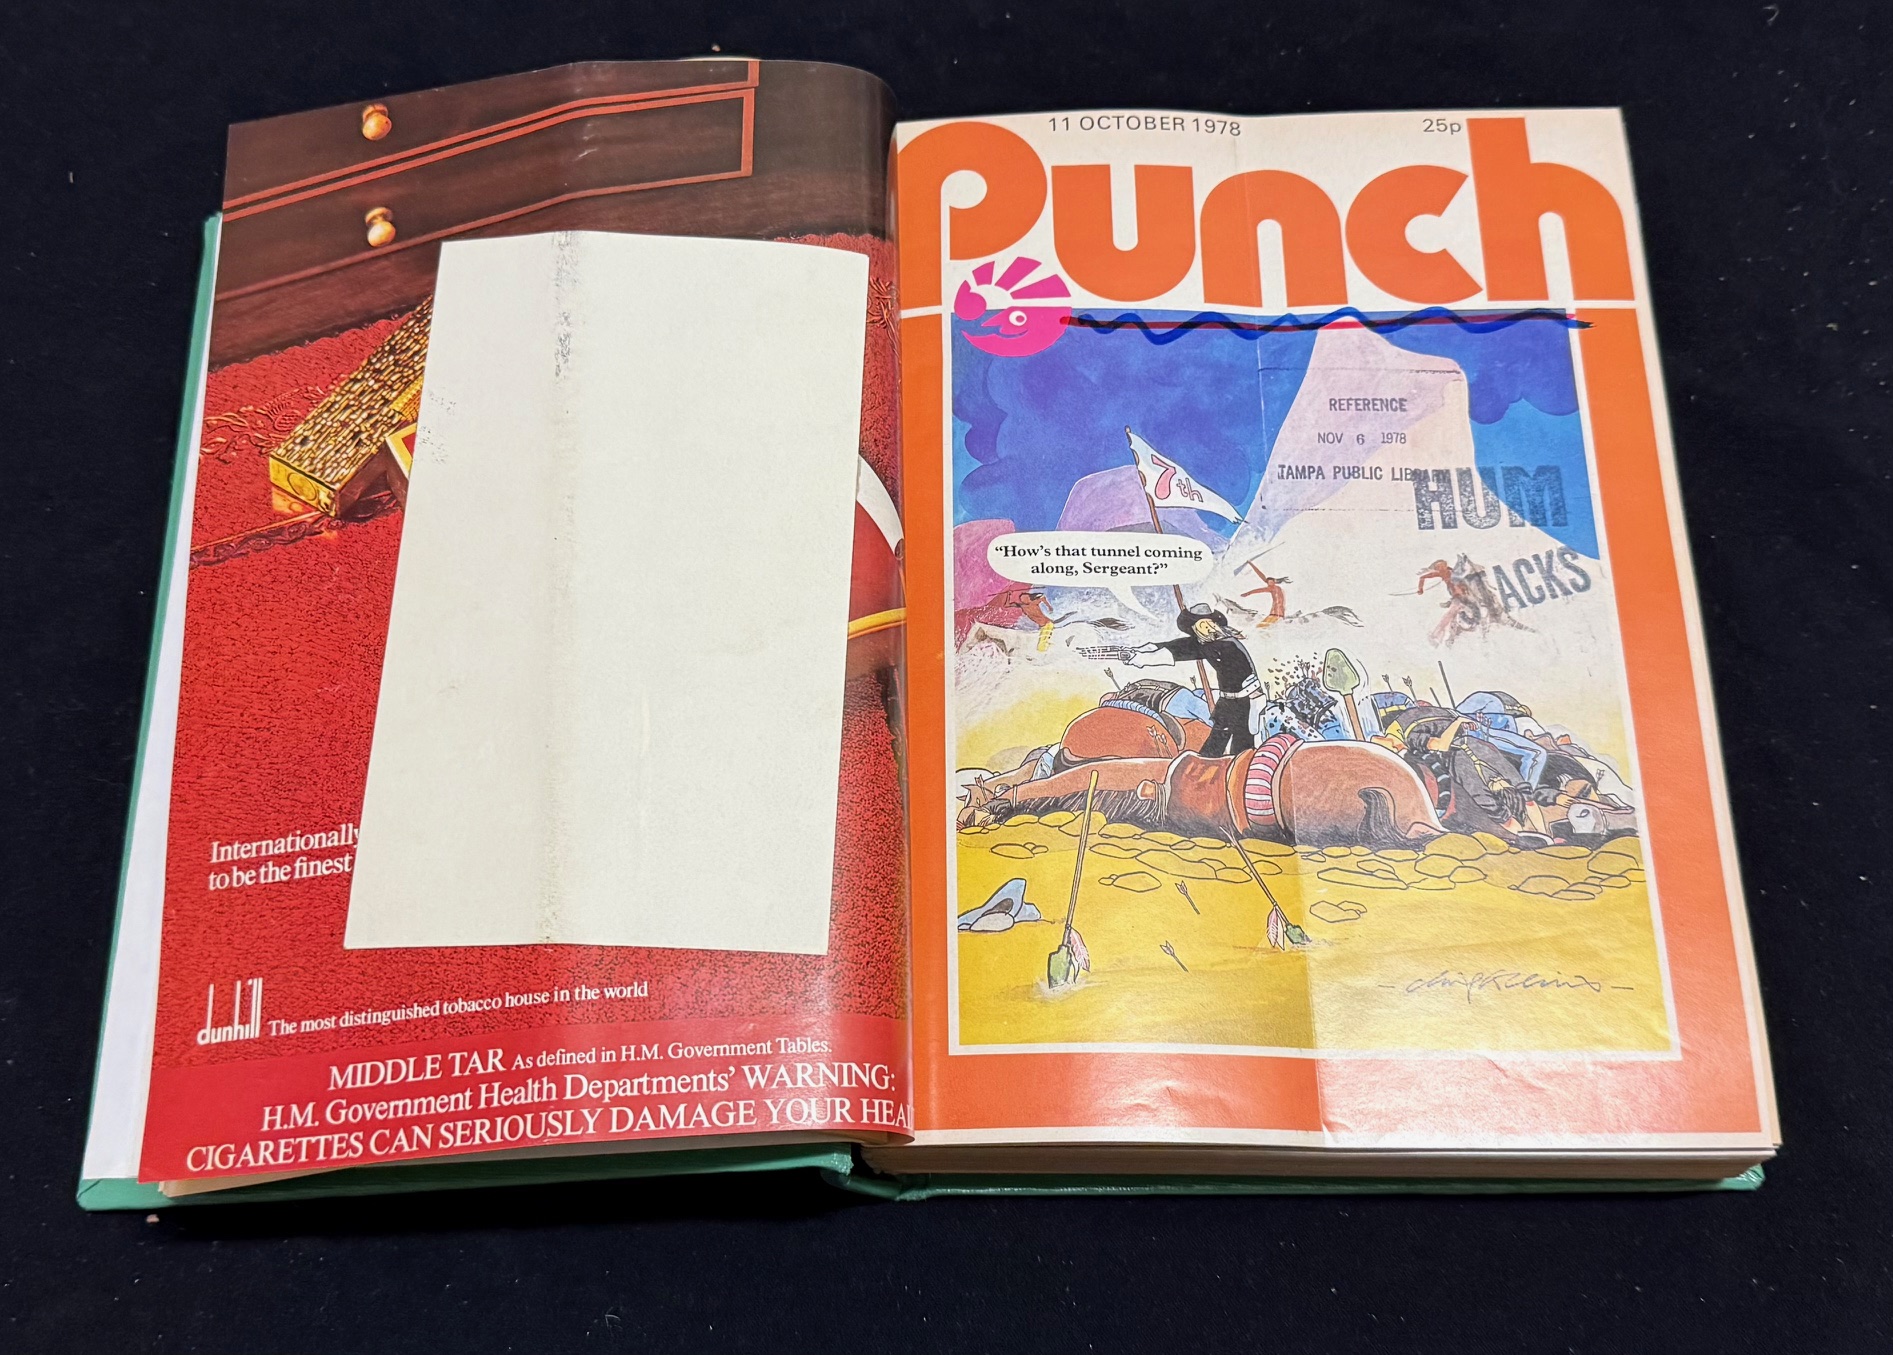 Internationally
to be the finest
dunhill The most distinguished tobacco house in the world
MIDDLE TAR As defined in H.M. Government Tables.
H.M. Government Health Departments' WARNING:
CIGARETTES CAN SERIOUSLY DAMAGE YOUR
11 OCTOBER 1978
25p
Punch
REFERENCE
NOV 6 1978
TAMPA PUBLIC
HUM
STACKS
7th
"How's that tunnel coming
along, Sergeant?"